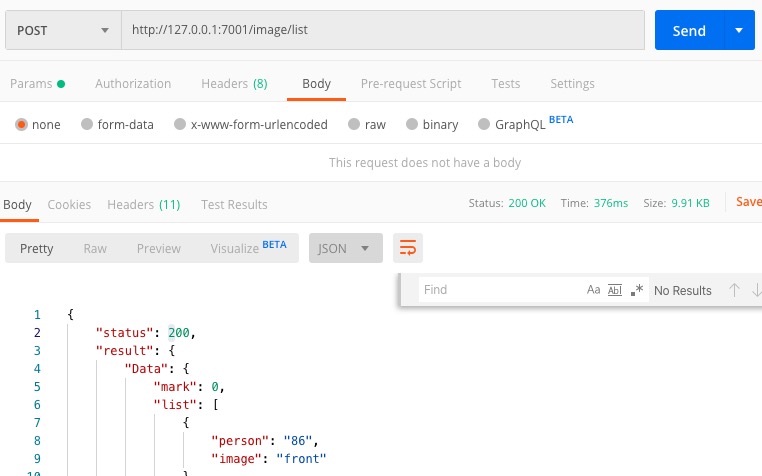 POST http://127.0.0.1:7001/image/list Send
Params Authorization Headers (8) Body Pre-request Script Tests Settings
none form-data x-www-form-urlencoded raw binary GraphQL BETA
This request does not have a body
Body Cookies Headers (11) Test Results Status: 200 OK Time: 376ms Size: 9.91 KB Save
Pretty Raw Preview Visualize BETA JSON
Find Aa Abl .* No Results
1 {
2 "status": 200,
3 "result": {
4 "Data": {
5 "mark": 0,
6 "list": [
7 {
8 "person": "86",
9 "image": "front"
10 }